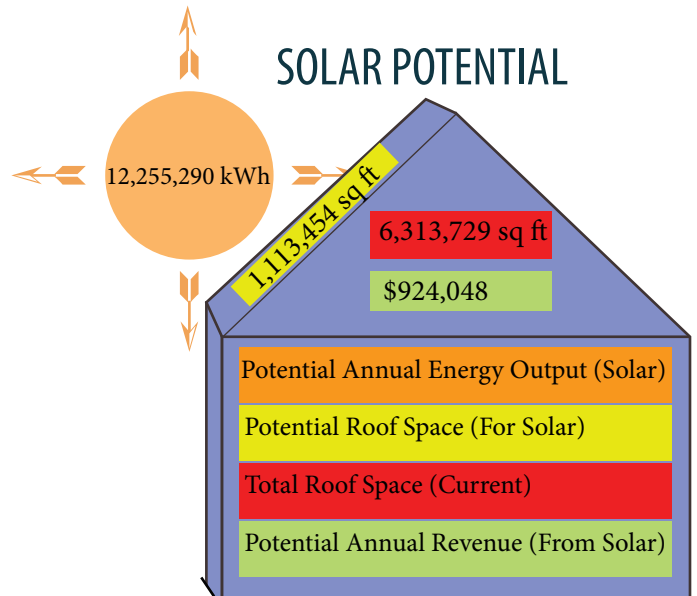 SOLAR POTENTIAL
12,255,290 kWh
1,113,454 sq ft
6,313,729 sq ft
$924,048
Potential Annual Energy Output (Solar)
Potential Roof Space (For Solar)
Total Roof Space (Current)
Potential Annual Revenue (From Solar)